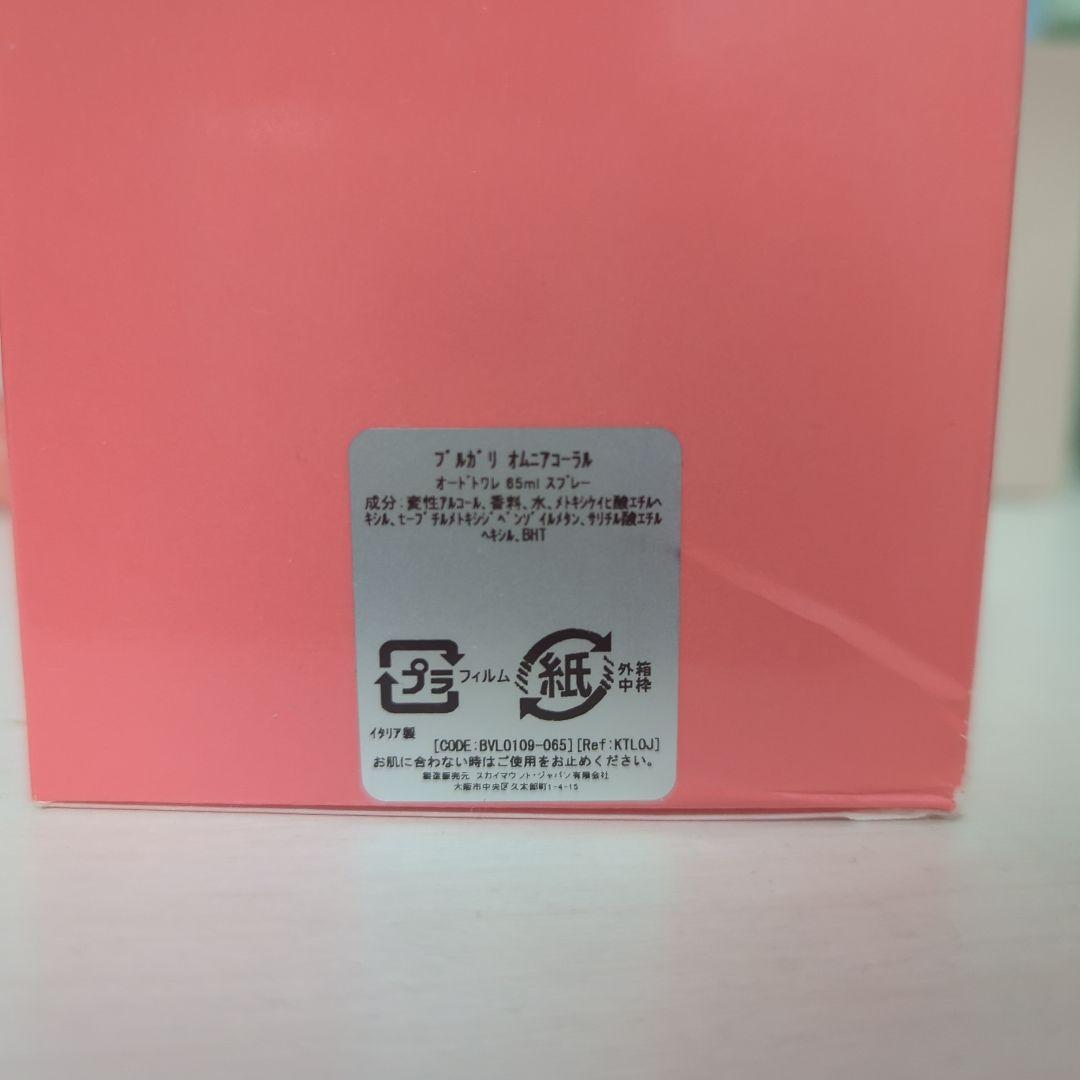 ブルガリ オムニアコーラル
オードトワレ 65ml スプレー
成分:変性アルコール、香料、水、メトキシケイヒ酸エチルヘ
キシル、t-ブチルメトキシジベンゾイルメタン、サリチル酸エチル
ヘキシル、BHT
プラ フィルム 紙 外箱
中枠
イタリア製
[CODE:BVL0109-065][Ref:KTL0J]
お肌に合わない時はご使用をお止めください。
製造販売元 スカイマウント・ジャパン有限会社
大阪市中央区久太郎町1-4-15